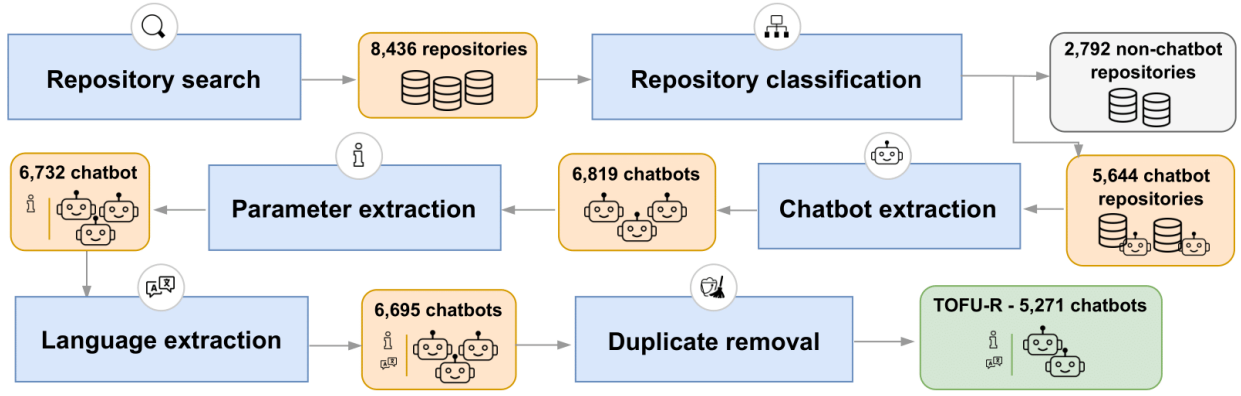 Repository search
8,436 repositories
Repository classification
2,792 non-chatbot
repositories
6,732 chatbot
Parameter extraction
6,819 chatbots
Chatbot extraction
5,644 chatbot
repositories
Language extraction
6,695 chatbots
Duplicate removal
TOFU-R - 5,271 chatbots